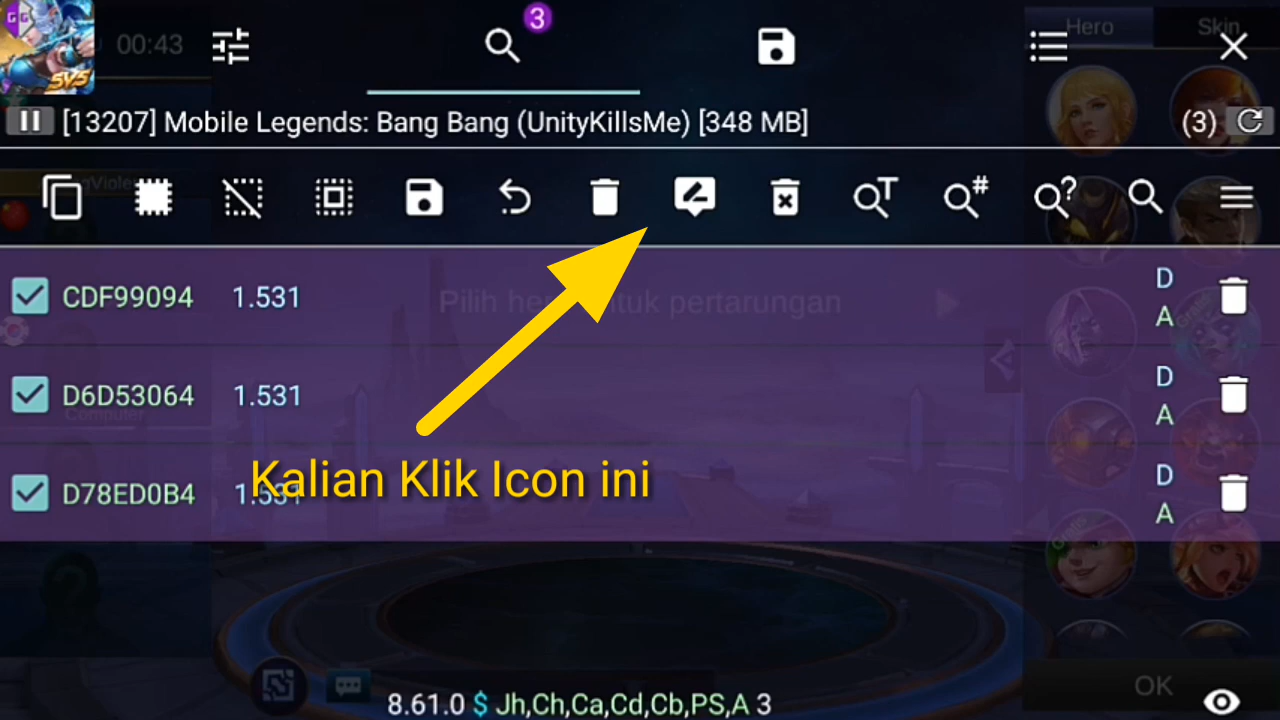 3
Hero
Skin
00:43
5V5
[13207] Mobile Legends: Bang Bang (UnityKillsMe) [348 MB]
(3)
T
#
?
CDF99094 1.531 D
A
Pilih hero untuk pertarungan
D6D53064 1.531 D
A
Computer
D78ED0B4 1.531 D
A
Kalian Klik Icon ini
OK
8.61.0 $ Jh,Ch,Ca,Cd,Cb,PS,A 3